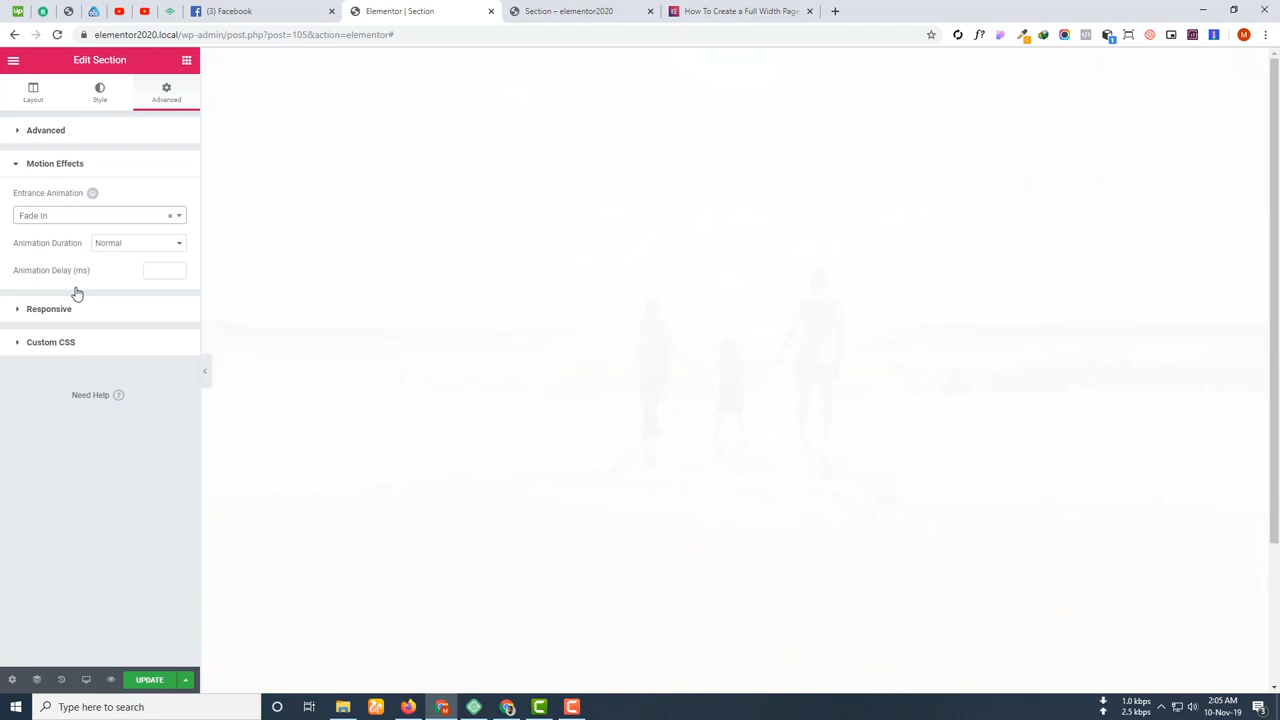 (3) Facebook
Elementor | Section
Section – elementor2020
How To Create a Full Width Page
elementor2020.local/wp-admin/post.php?post=105&action=elementor#
M
Edit Section
Layout
Style
Advanced
Advanced
Motion Effects
Entrance Animation
Fade In
Animation Duration
Normal
Animation Delay (ms)
Responsive
Custom CSS
Need Help ?
UPDATE
Type here to search
1.0 kbps
2.5 kbps
2:05 AM
10-Nov-19